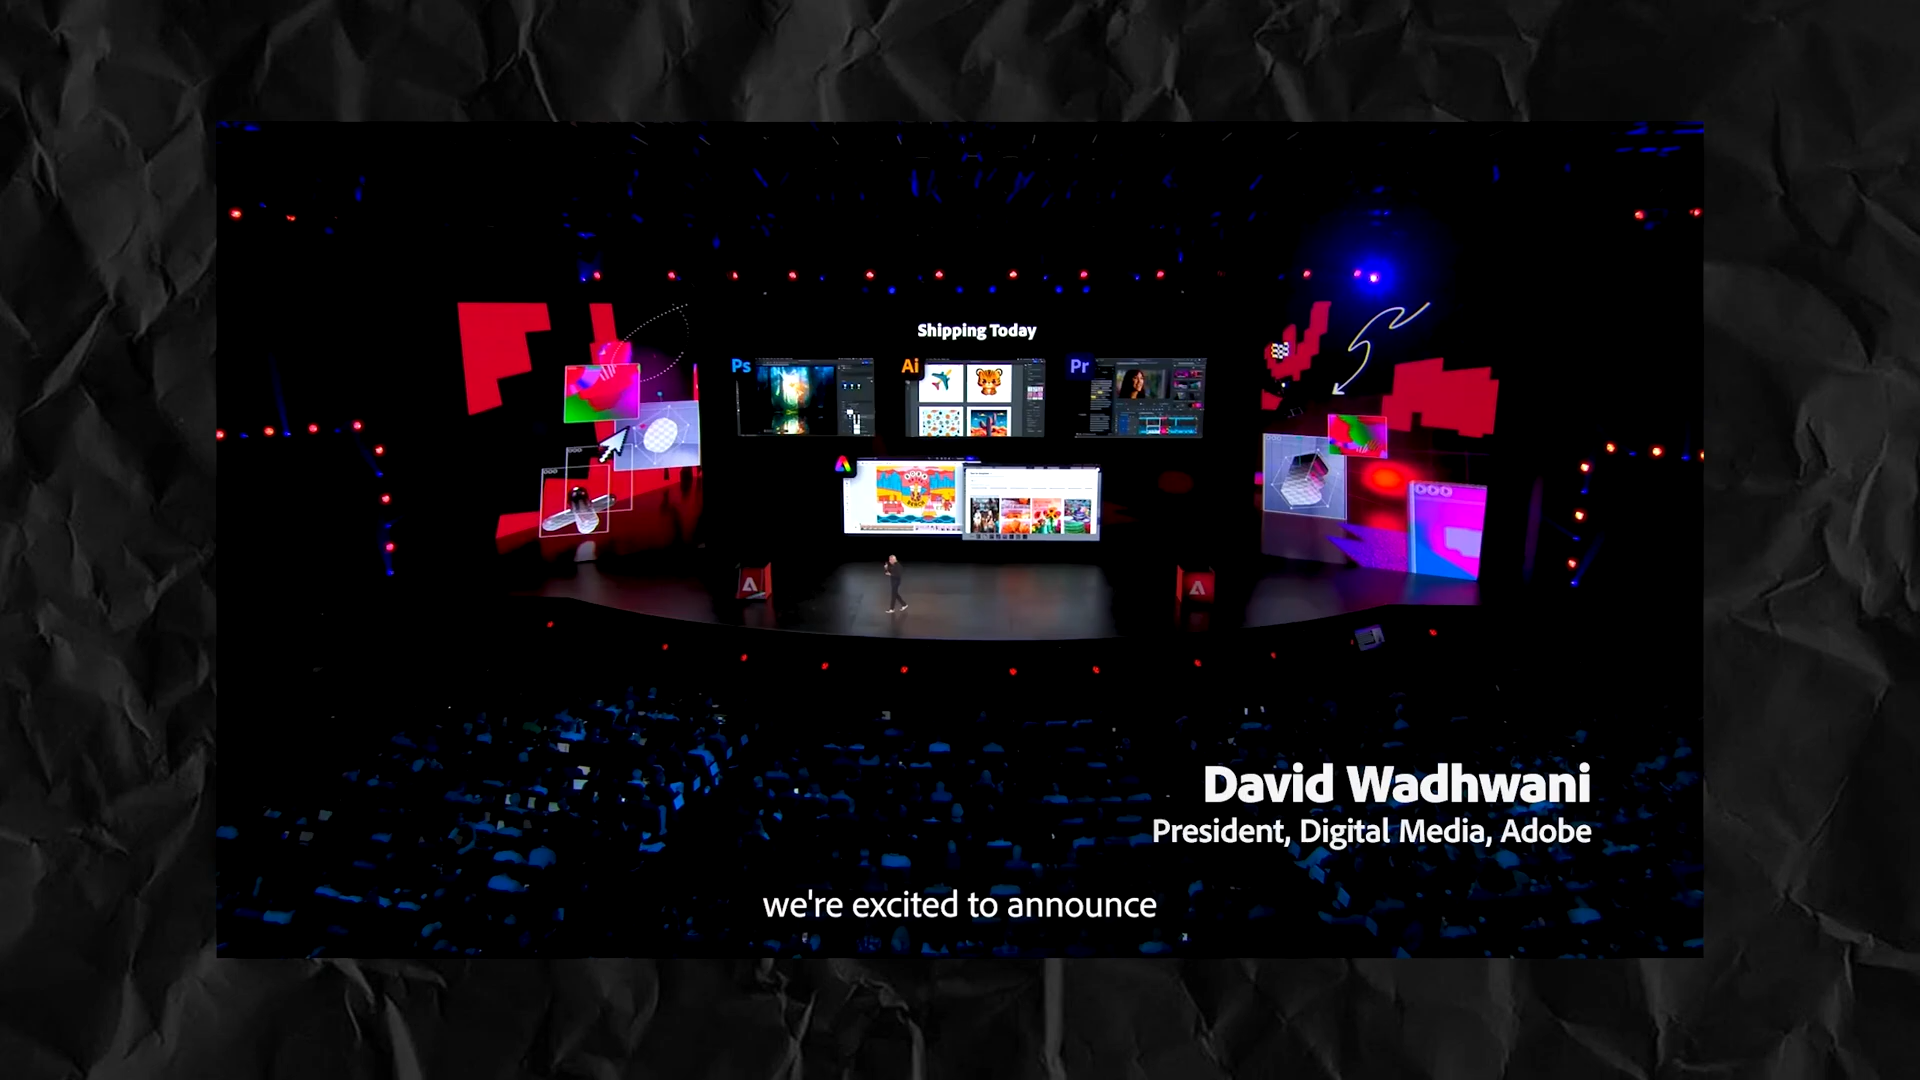 Shipping Today
Ps
Ai
Pr
David Wadhwani
President, Digital Media, Adobe
we're excited to announce